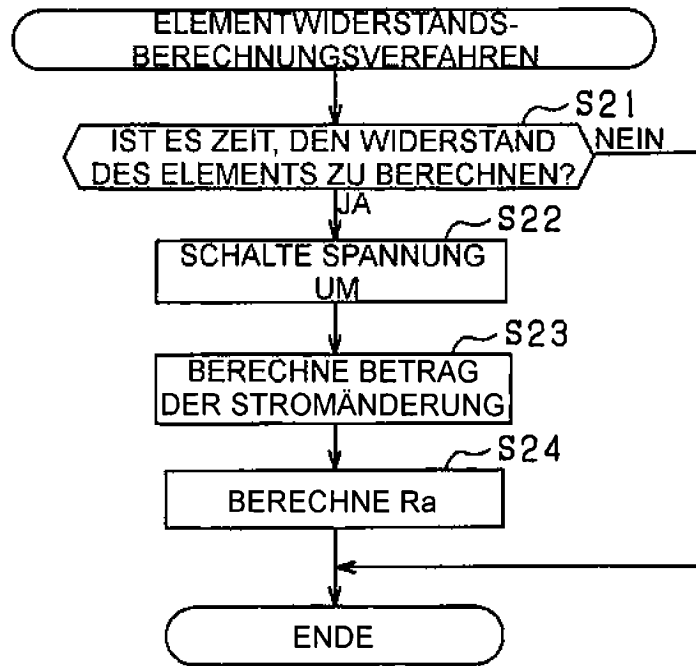 ELEMENTWIDERSTANDS-
BERECHNUNGSVERFAHREN
S21
IST ES ZEIT, DEN WIDERSTAND
DES ELEMENTS ZU BERECHNEN?
NEIN
JA
S22
SCHALTE SPANNUNG
UM
S23
BERECHNE BETRAG
DER STROMÄNDERUNG
S24
BERECHNE Ra
ENDE